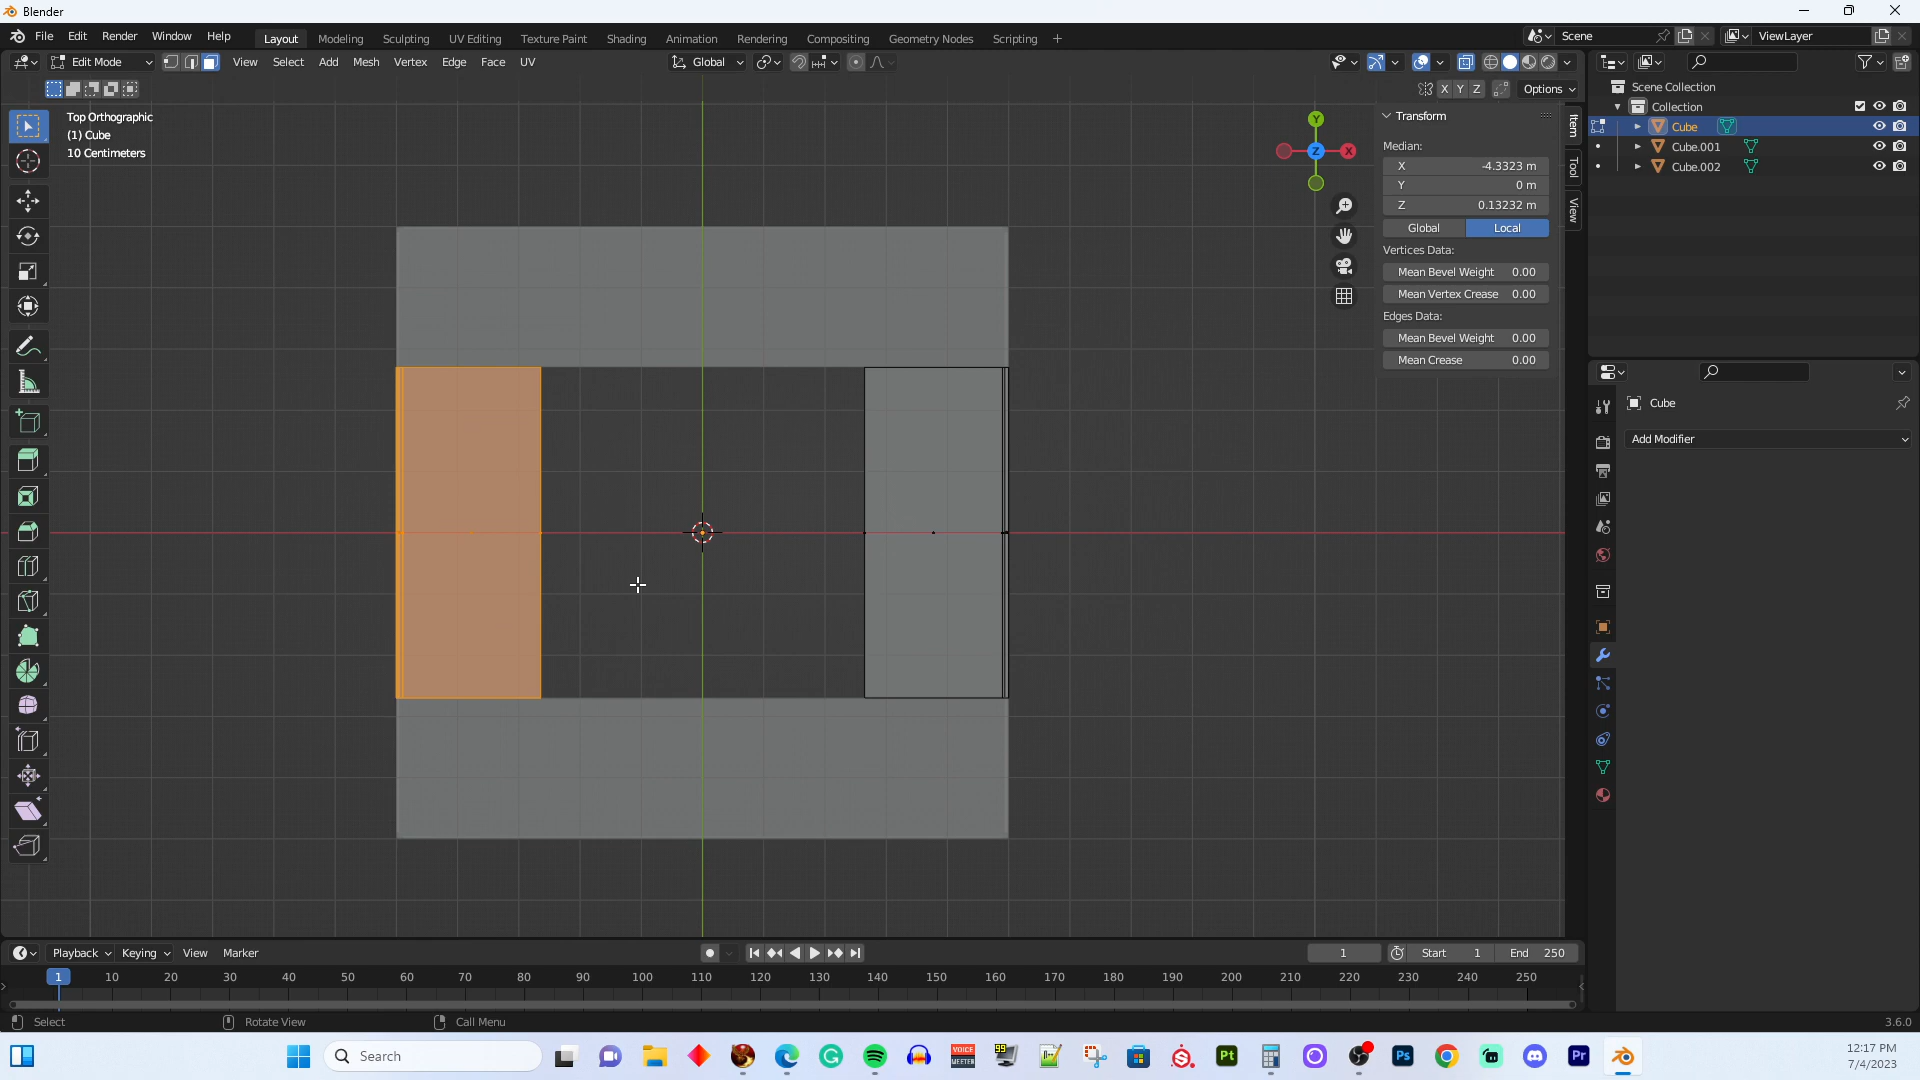 Blender
File Edit Render Window Help
Layout Modeling Sculpting UV Editing Texture Paint Shading Animation Rendering Compositing Geometry Nodes Scripting
Scene
ViewLayer
Edit Mode
View Select Add Mesh Vertex Edge Face UV
Global
X Y Z
Options
Top Orthographic
(1) Cube
10 Centimeters
Y
X
Z
Transform
Median:
X -4.3323 m
Y 0 m
Z 0.13232 m
Global Local
Vertices Data:
Mean Bevel Weight 0.00
Mean Vertex Crease 0.00
Edges Data:
Mean Bevel Weight 0.00
Mean Crease 0.00
Item
Tool
View
Scene Collection
Collection
Cube
Cube.001
Cube.002
Cube
Add Modifier
Playback Keying View Marker
1
Start 1
End 250
1 10 20 30 40 50 60 70 80 90 100 110 120 130 140 150 160 170 180 190 200 210 220 230 240 250
Select
Rotate View
Call Menu
3.6.0
Search
VOICE
MEETER
99
Pt
Ps
Pr
12:17 PM
7/4/2023